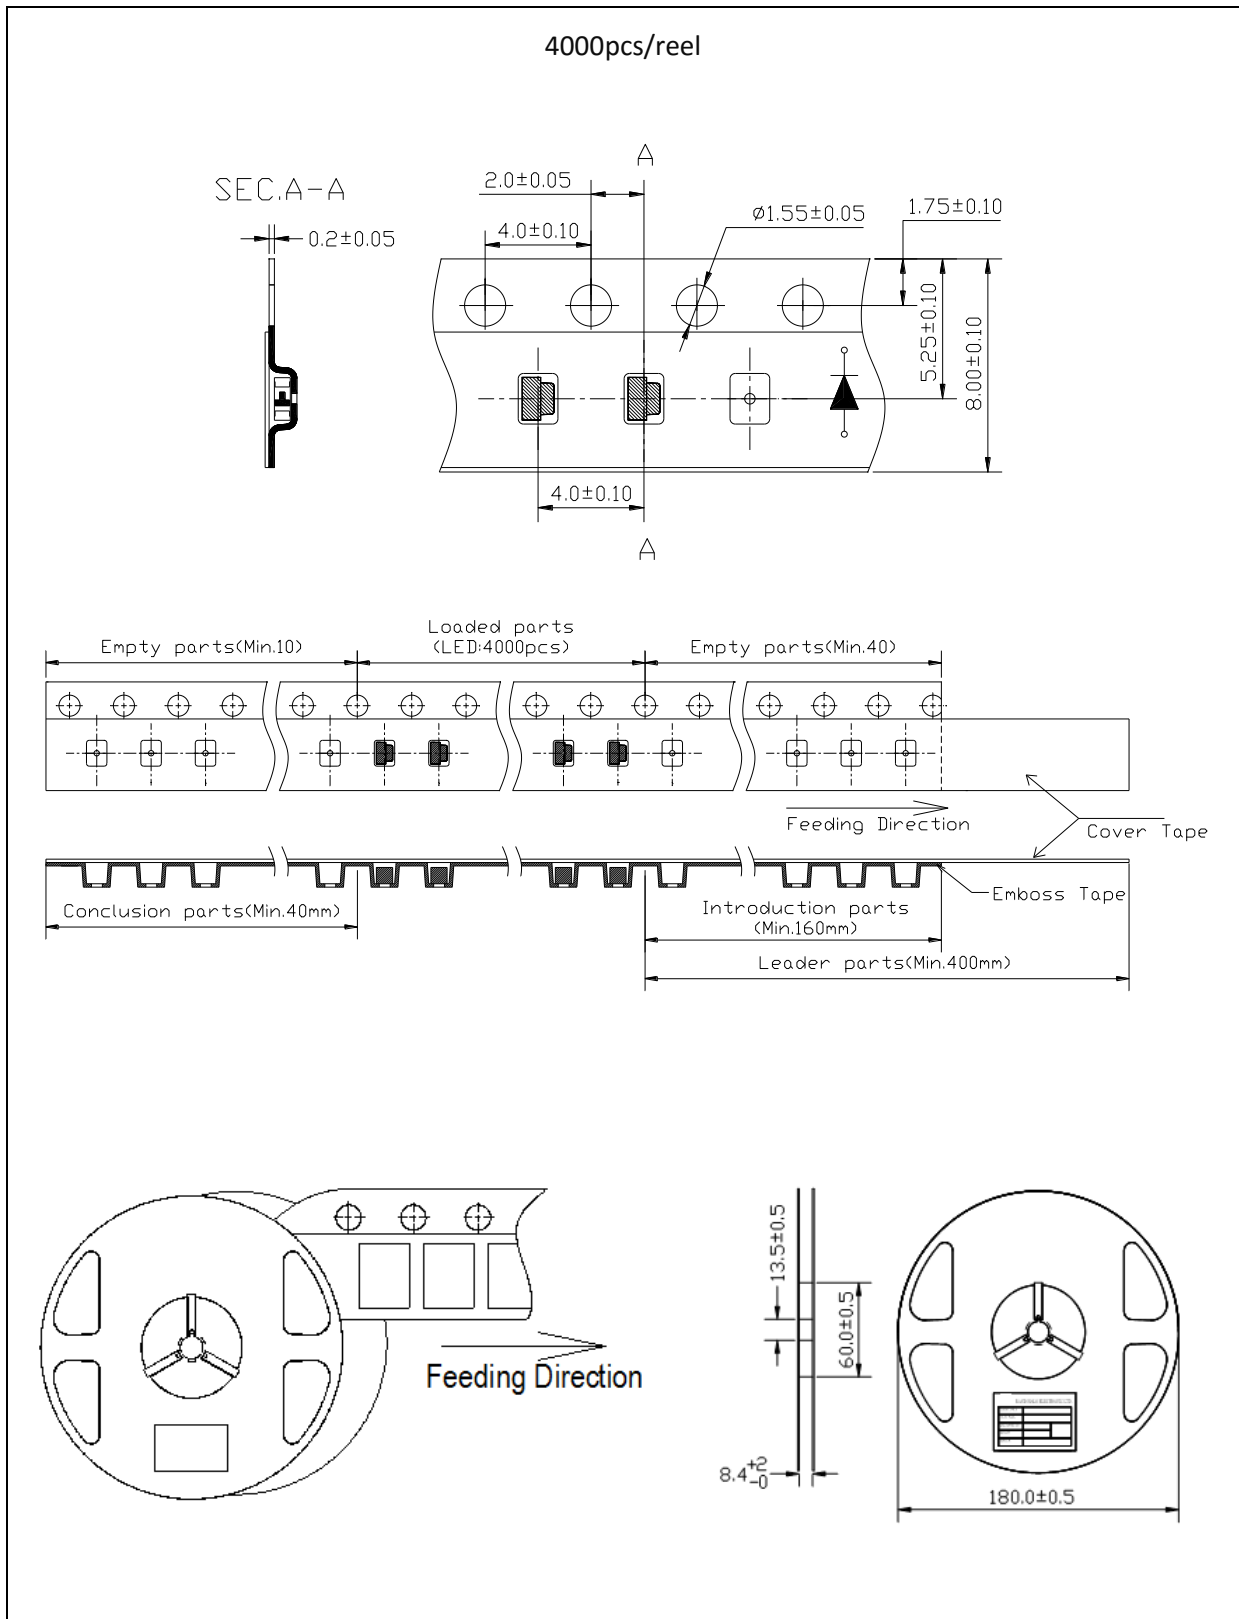 4000pcs/reel
A
2.0±0.05
SEC.A-A
ø1.55±0.05
1.75±0.10
0.2±0.05
4.0±0.10
5.25±0.10
8.00±0.10
4.0±0.10
A
Loaded parts
Empty parts(Min.10)
(LED:4000pcs)
Empty parts(Min.40)
Feeding Direction
Cover Tape
Emboss Tape
Conclusion parts(Min.40mm)
Introduction parts
(Min.160mm)
Leader parts(Min.400mm)
13.5±0.5
60.0±0.5
Feeding Direction
8.4+2-0
180.0±0.5